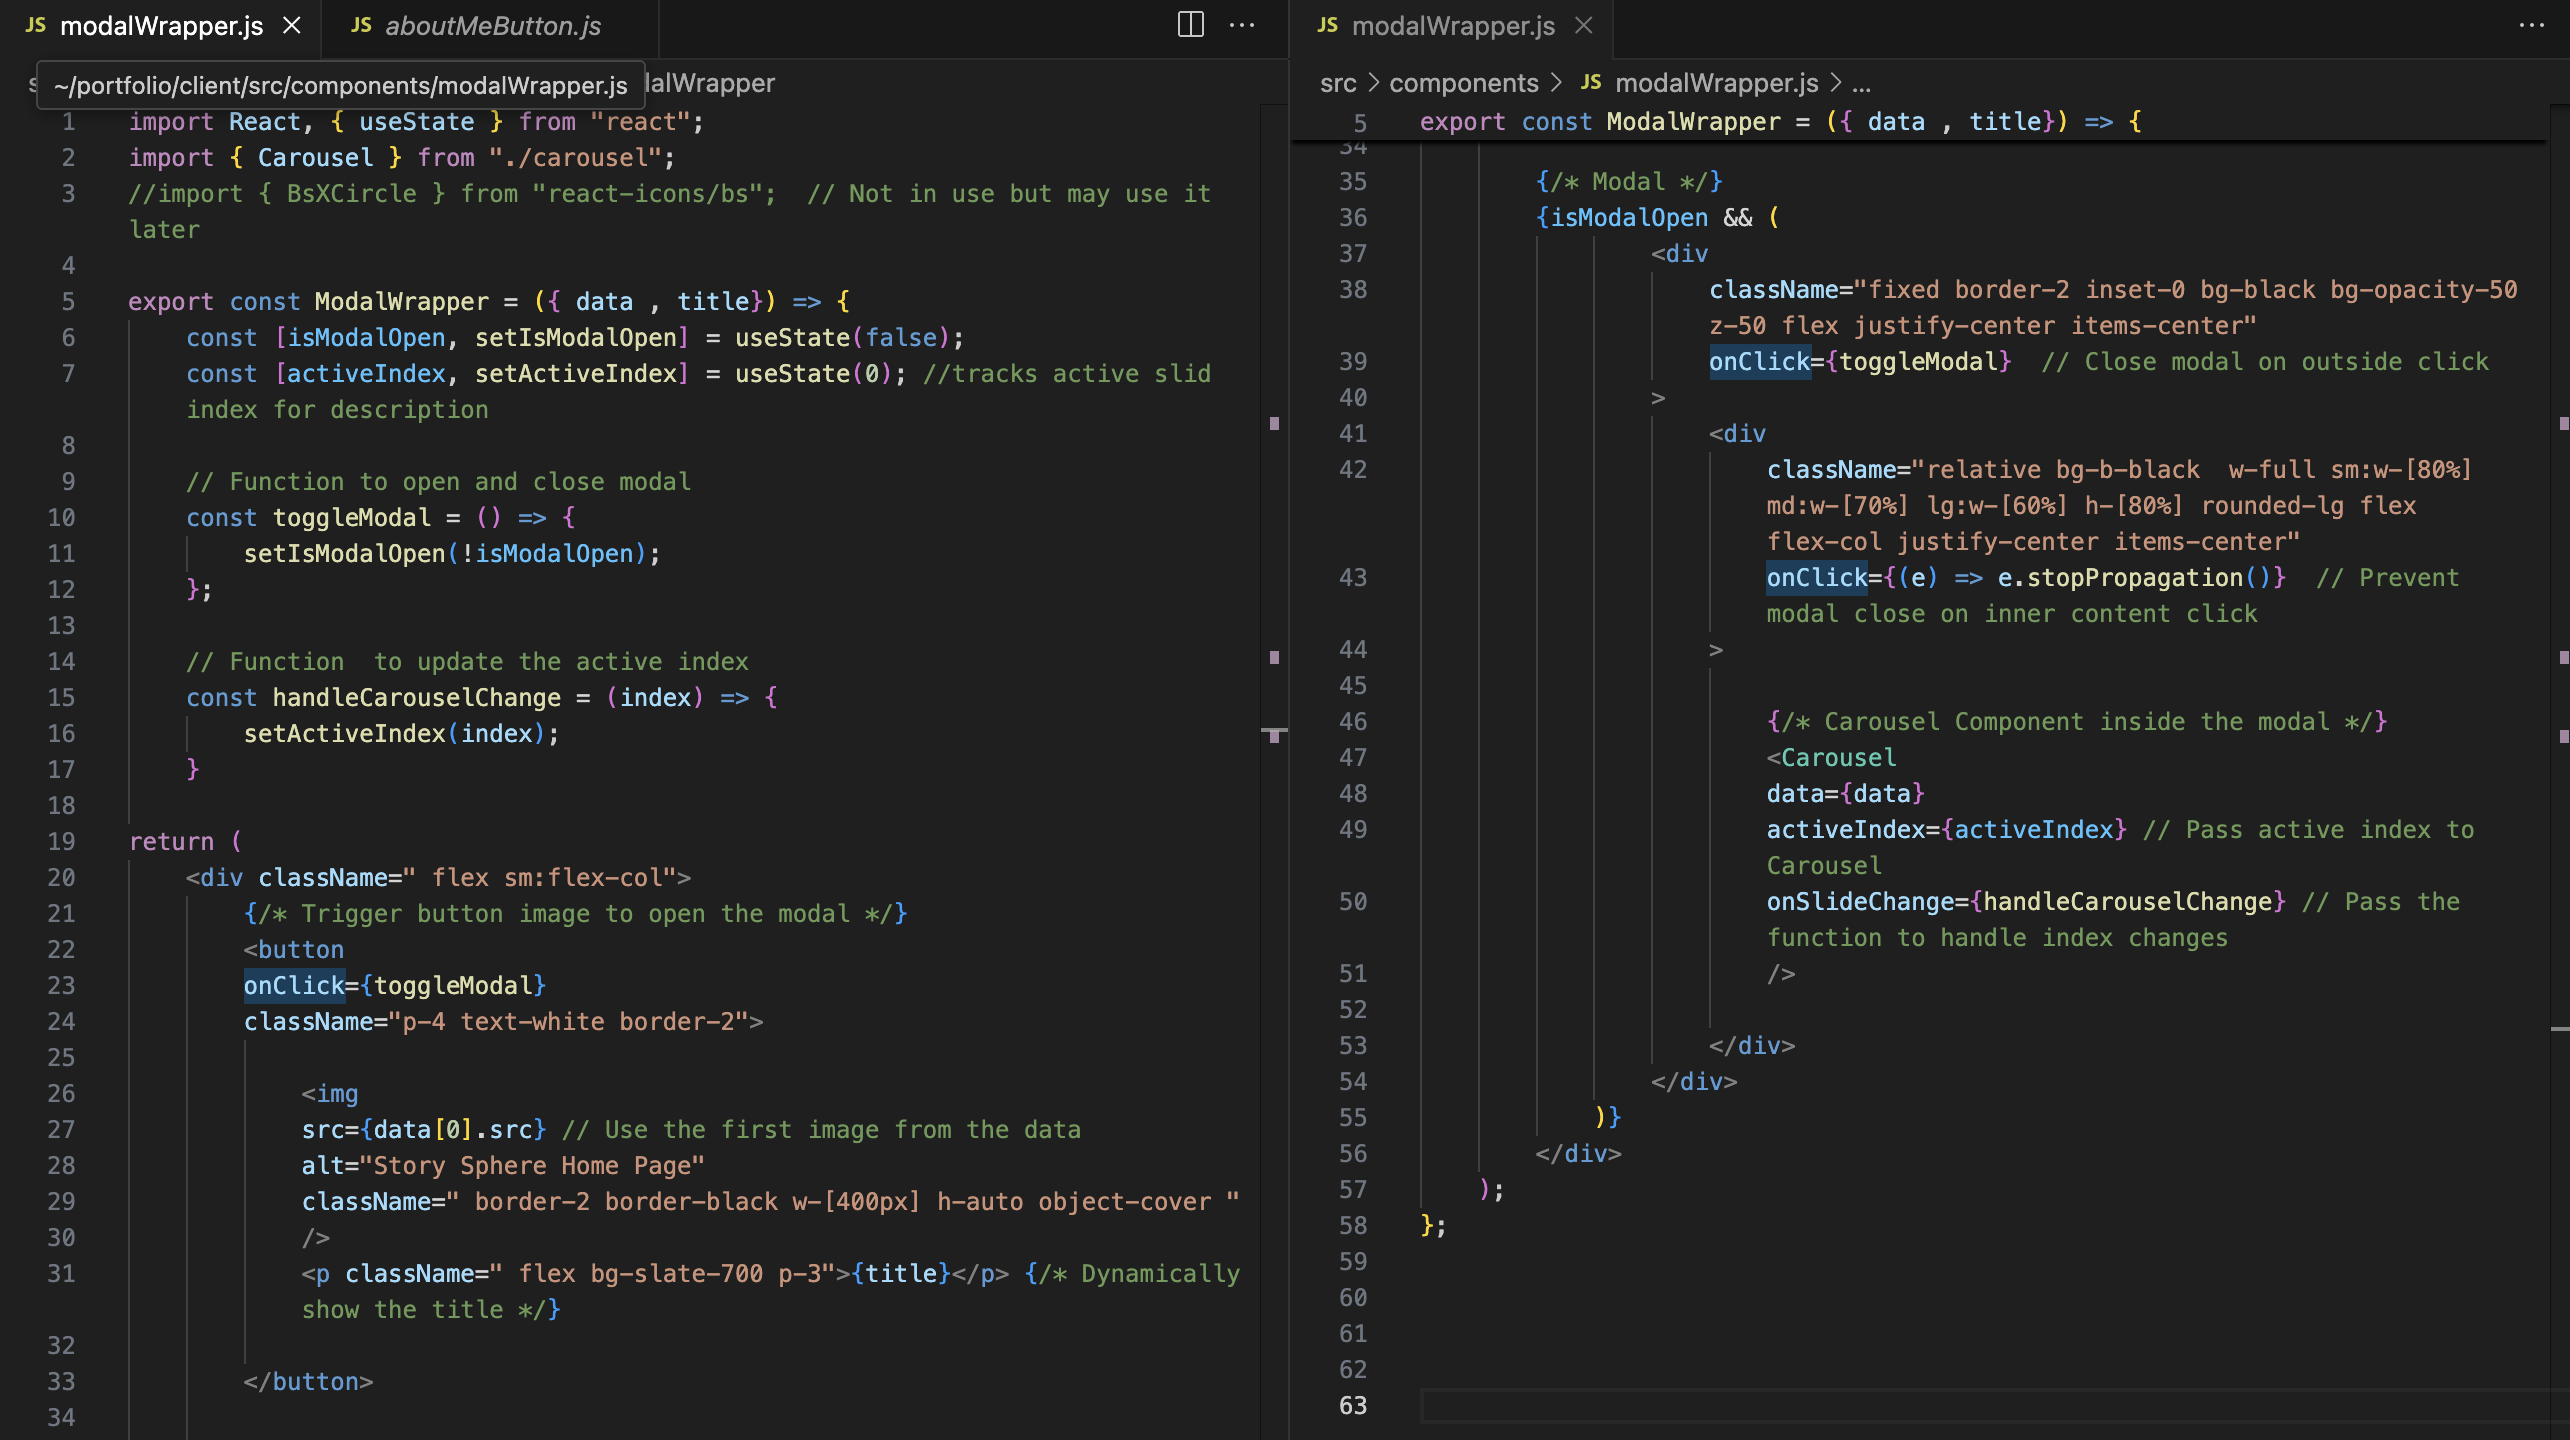 JS modalWrapper.js ×
JS aboutMeButton.js
~/portfolio/client/src/components/modalWrapper.js
dalWrapper
1 import React, { useState } from "react";
2 import { Carousel } from "./carousel";
3 //import { BsXCircle } from "react-icons/bs";  // Not in use but may use it
later
4
5 export const ModalWrapper = ({ data , title}) => {
6 const [isModalOpen, setIsModalOpen] = useState(false);
7 const [activeIndex, setActiveIndex] = useState(0); //tracks active slid
index for description
8
9 // Function to open and close modal
10 const toggleModal = () => {
11 setIsModalOpen(!isModalOpen);
12 };
13
14 // Function  to update the active index
15 const handleCarouselChange = (index) => {
16 setActiveIndex(index);
17 }
18
19 return (
20 <div className=" flex sm:flex-col">
21 {/* Trigger button image to open the modal */}
22 <button
23 onClick={toggleModal}
24 className="p-4 text-white border-2">
25
26 <img
27 src={data[0].src} // Use the first image from the data
28 alt="Story Sphere Home Page"
29 className=" border-2 border-black w-[400px] h-auto object-cover "
30 />
31 <p className=" flex bg-slate-700 p-3">{title}</p> {/* Dynamically
show the title */}
32
33 </button>
34
JS modalWrapper.js ×
src > components > JS modalWrapper.js > ...
5 export const ModalWrapper = ({ data , title}) => {
34
35 {/* Modal */}
36 {isModalOpen && (
37 <div
38 className="fixed border-2 inset-0 bg-black bg-opacity-50
z-50 flex justify-center items-center"
39 onClick={toggleModal}  // Close modal on outside click
40 >
41 <div
42 className="relative bg-b-black  w-full sm:w-[80%]
md:w-[70%] lg:w-[60%] h-[80%] rounded-lg flex
flex-col justify-center items-center"
43 onClick={(e) => e.stopPropagation()}  // Prevent
modal close on inner content click
44 >
45
46 {/* Carousel Component inside the modal */}
47 <Carousel
48 data={data}
49 activeIndex={activeIndex} // Pass active index to
Carousel
50 onSlideChange={handleCarouselChange} // Pass the
function to handle index changes
51 />
52
53 </div>
54 </div>
55 )}
56 </div>
57 );
58 };
59
60
61
62
63